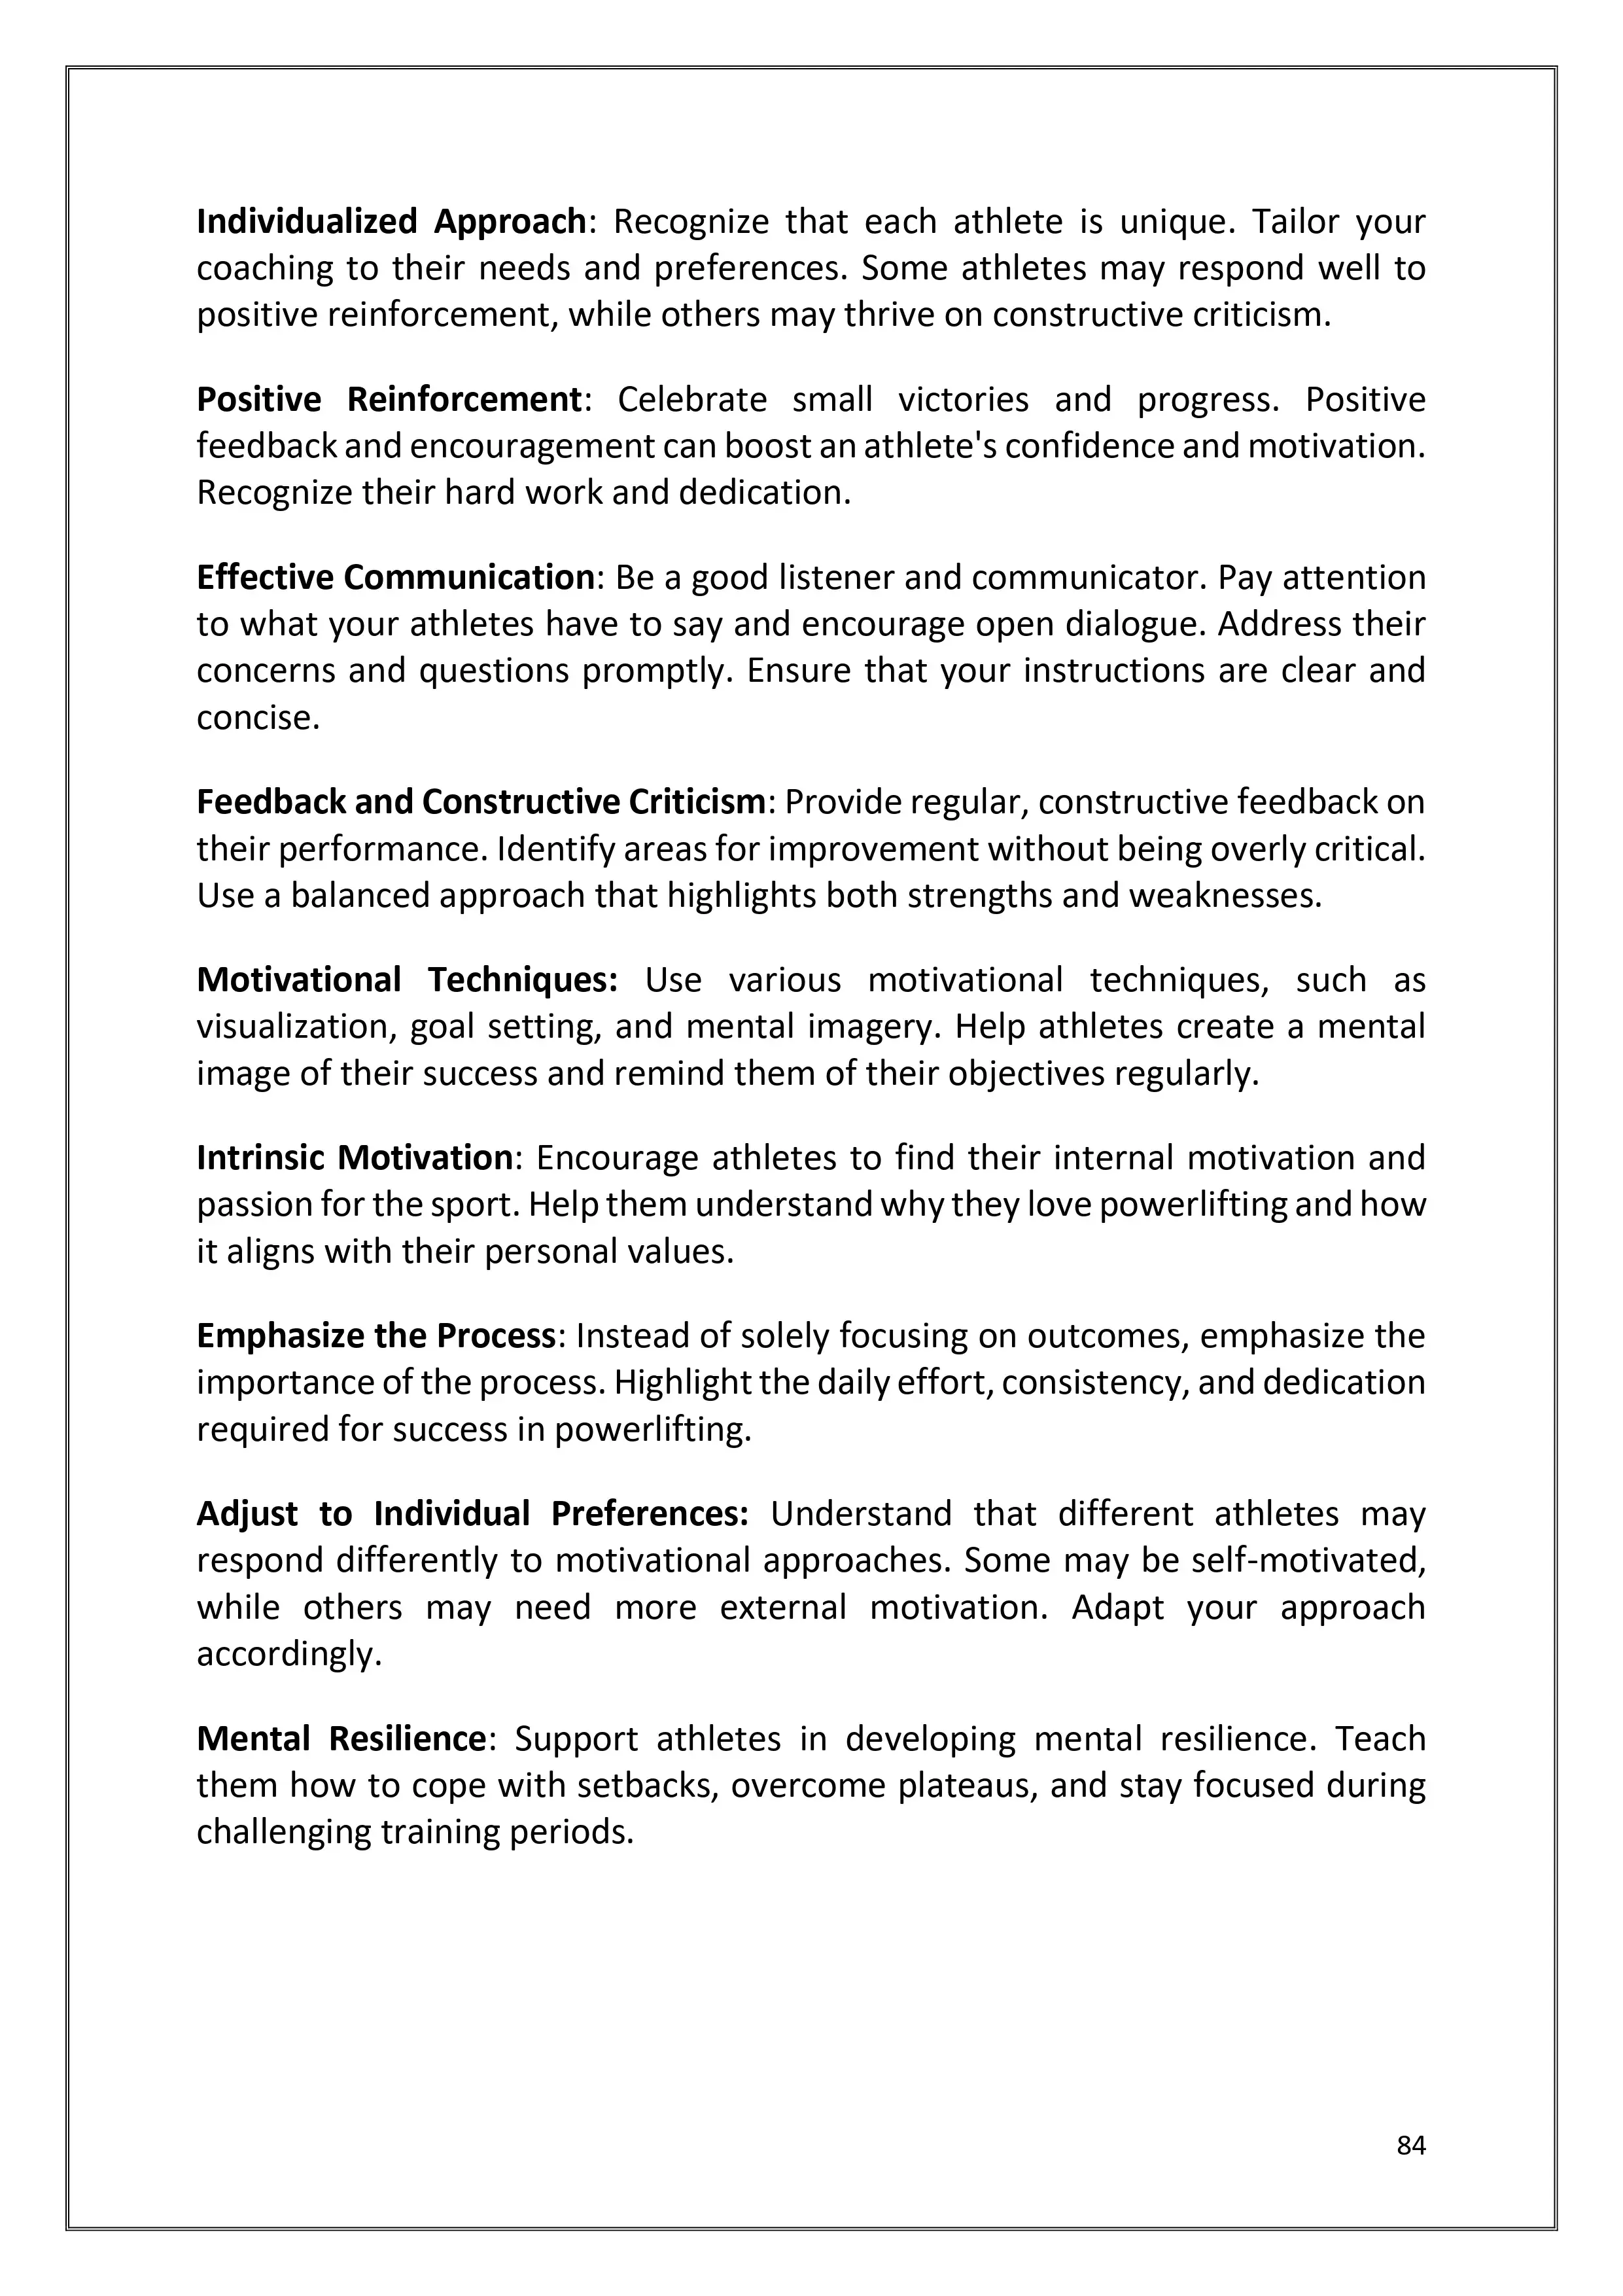 Individualized Approach: Recognize that each athlete is unique. Tailor your
coaching to their needs and preferences. Some athletes may respond well to
positive reinforcement, while others may thrive on constructive criticism.
Positive Reinforcement: Celebrate small victories and progress. Positive
feedback and encouragement can boost an athlete's confidence and motivation.
Recognize their hard work and dedication.
Effective Communication: Be a good listener and communicator. Pay attention
to what your athletes have to say and encourage open dialogue. Address their
concerns and questions promptly. Ensure that your instructions are clear and
concise.
Feedback and Constructive Criticism: Provide regular, constructive feedback on
their performance. Identify areas for improvement without being overly critical.
Use a balanced approach that highlights both strengths and weaknesses.
Motivational Techniques: Use various motivational techniques, such as
visualization, goal setting, and mental imagery. Help athletes create a mental
image of their success and remind them of their objectives regularly.
Intrinsic Motivation: Encourage athletes to find their internal motivation and
passion for the sport. Help them understand why they love powerlifting and how
it aligns with their personal values.
Emphasize the Process: Instead of solely focusing on outcomes, emphasize the
importance of the process. Highlight the daily effort, consistency, and dedication
required for success in powerlifting.
Adjust to Individual Preferences: Understand that different athletes may
respond differently to motivational approaches. Some may be self-motivated,
while others may need more external motivation. Adapt your approach
accordingly.
Mental Resilience: Support athletes in developing mental resilience. Teach
them how to cope with setbacks, overcome plateaus, and stay focused during
challenging training periods.
84